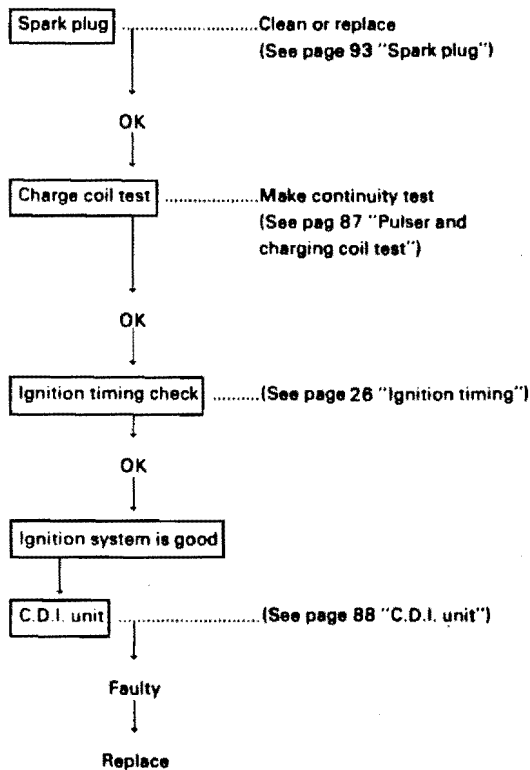 Spark plug ............... Clean or replace
(See page 93 "Spark plug")
OK
Charge coil test ............ Make continuity test
(See pag 87 "Pulser and
charging coil test")
OK
Ignition timing check .......... (See page 26 "Ignition timing")
OK
Ignition system is good
C.D.I. unit ..................... (See page 88 "C.D.I. unit")
Faulty
Replace